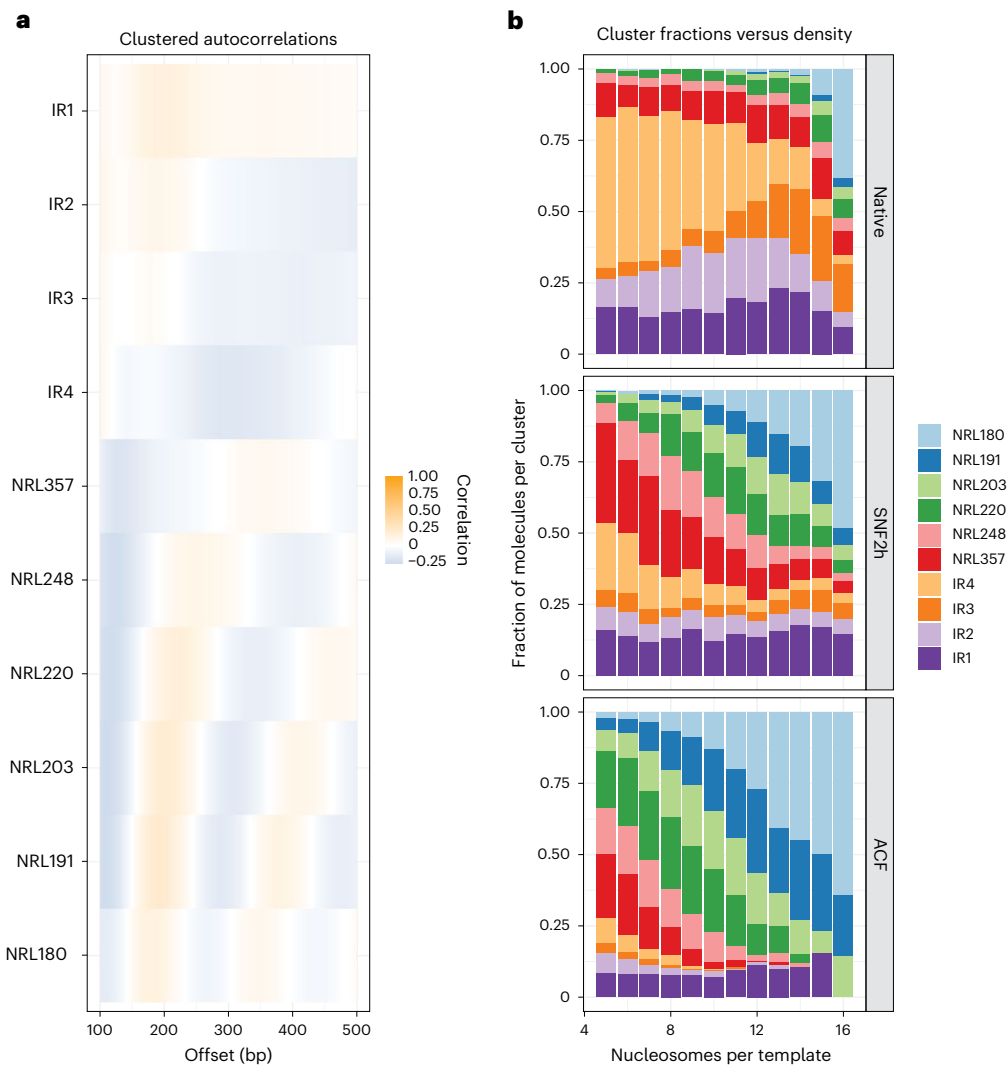 a
Clustered autocorrelations
IR1
IR2
IR3
IR4
NRL357
NRL248
NRL220
NRL203
NRL191
NRL180
100 200 300 400 500
Offset (bp)
1.00
0.75
0.50
0.25
0
−0.25
Correlation
b
Cluster fractions versus density
Fraction of molecules per cluster
1.00
0.75
0.50
0.25
0
Native
1.00
0.75
0.50
0.25
0
SNF2h
1.00
0.75
0.50
0.25
0
ACF
4 8 12 16
Nucleosomes per template
NRL180
NRL191
NRL203
NRL220
NRL248
NRL357
IR4
IR3
IR2
IR1